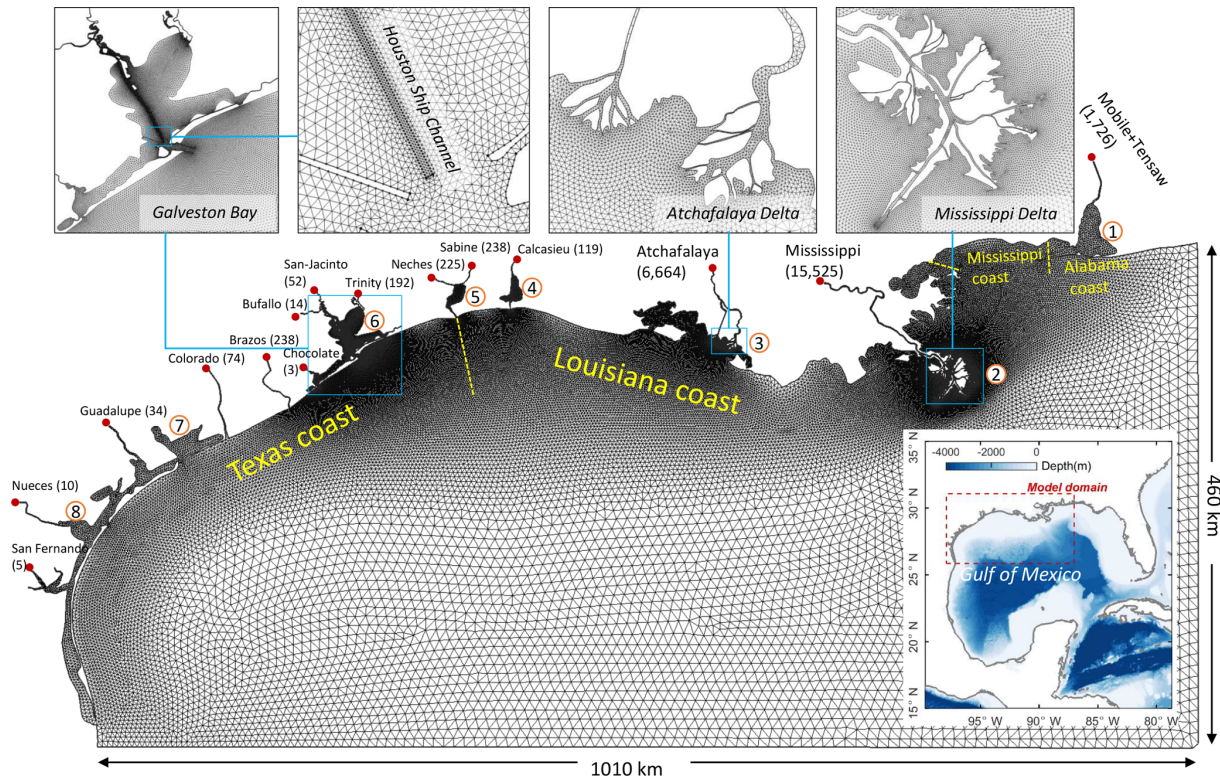 Galveston Bay
Houston Ship Channel
Atchafalaya Delta
Mississippi Delta
Mobile+Tensaw
(1,726)
1
Mississippi
coast
Alabama
coast
Sabine (238)
Calcasieu (119)
Neches (225)
5
4
Atchafalaya
(6,664)
Mississippi
(15,525)
San-Jacinto
(52)
Trinity (192)
Bufallo (14)
6
Brazos (238)
Chocolate
(3)
Colorado (74)
3
2
Louisiana coast
Texas coast
Guadalupe (34)
7
Nueces (10)
8
San Fernando
(5)
-4000
-2000
0
Depth(m)
Model domain
Gulf of Mexico
35° N
30° N
25° N
20° N
15° N
95° W
90° W
85° W
80° W
460 km
1010 km